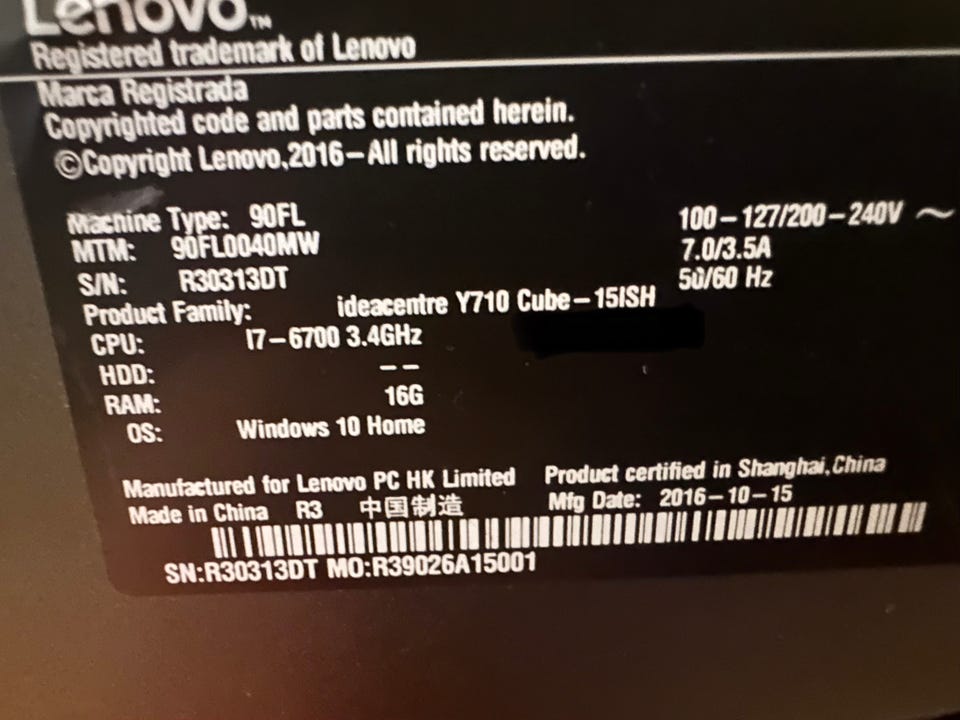 Lenovo™
Registered trademark of Lenovo
Marca Registrada
Copyrighted code and parts contained herein.
©Copyright Lenovo,2016-All rights reserved.
Machine Type: 90FL
MTM: 90FL0040MW
S/N: R30313DT
Product Family: ideacentre Y710 Cube-15ISH
CPU: I7-6700 3.4GHz
HDD: --
RAM: 16G
OS: Windows 10 Home
100-127/200-240V ~
7.0/3.5A
50/60 Hz
Manufactured for Lenovo PC HK Limited
Made in China R3 中国制造
Product certified in Shanghai,China
Mfg Date: 2016-10-15
SN:R30313DT MO:R39026A15001